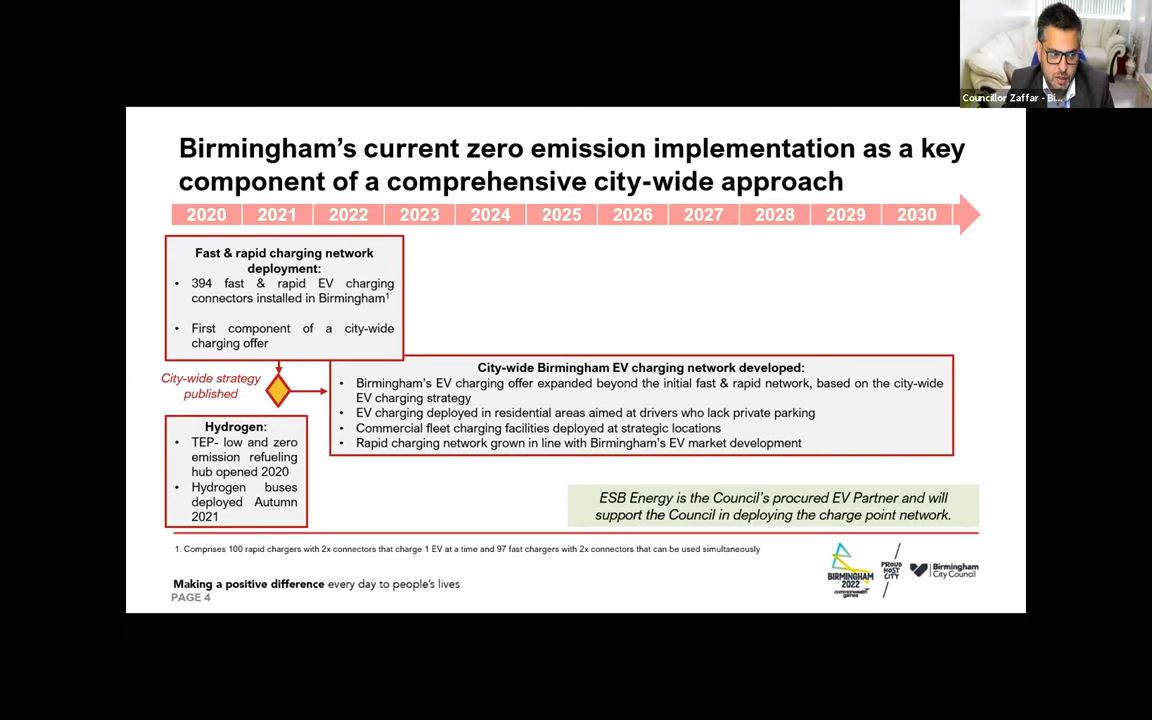 Councillor Zaffar - Bi...
Birmingham's current zero emission implementation as a key
component of a comprehensive city-wide approach
2020 2021 2022 2023 2024 2025 2026 2027 2028 2029 2030
Fast & rapid charging network
deployment:
• 394 fast & rapid EV charging
connectors installed in Birmingham1
• First component of a city-wide
charging offer
City-wide strategy
published
City-wide Birmingham EV charging network developed:
• Birmingham's EV charging offer expanded beyond the initial fast & rapid network, based on the city-wide
EV charging strategy
• EV charging deployed in residential areas aimed at drivers who lack private parking
• Commercial fleet charging facilities deployed at strategic locations
• Rapid charging network grown in line with Birmingham's EV market development
Hydrogen:
• TEP- low and zero
emission refueling
hub opened 2020
• Hydrogen buses
deployed Autumn
2021
ESB Energy is the Council's procured EV Partner and will
support the Council in deploying the charge point network.
1. Comprises 100 rapid chargers with 2x connectors that charge 1 EV at a time and 97 fast chargers with 2x connectors that can be used simultaneously
Making a positive difference every day to people's lives
PAGE 4
BIRMINGHAM
2022
commonwealth
games
PROUD
HOST
CITY
Birmingham
City Council